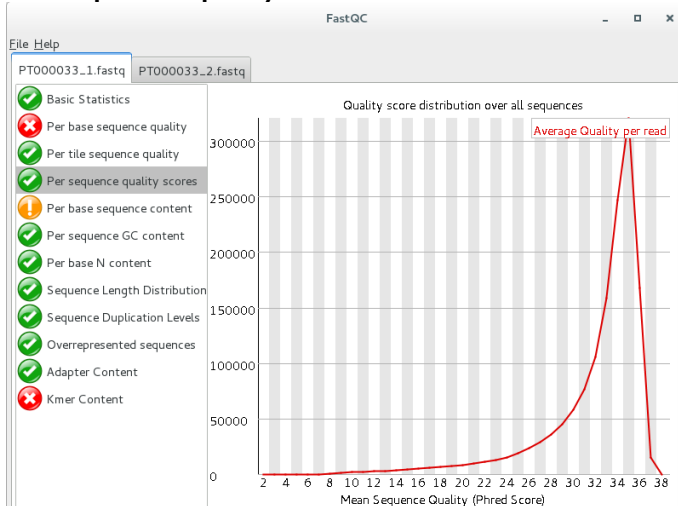 FastQC
File Help
PT000033_1.fastq PT000033_2.fastq
Basic Statistics
Per base sequence quality
Per tile sequence quality
Per sequence quality scores
Per base sequence content
Per sequence GC content
Per base N content
Sequence Length Distribution
Sequence Duplication Levels
Overrepresented sequences
Adapter Content
Kmer Content
Quality score distribution over all sequences
Average Quality per read
300000
250000
200000
150000
100000
50000
0
2 4 6 8 10 12 14 16 18 20 22 24 26 28 30 32 34 36 38
Mean Sequence Quality (Phred Score)